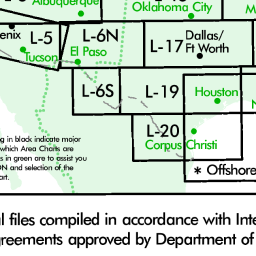 Albuquerque
Oklahoma City
L-5
L-6N
Dallas/
Ft Worth
L-17
Tucson
El Paso
L-6S
L-19
Houston
L-20
Corpus Christi
* Offshore
g in black indicate major
which Area Charts are
s in green are to assist you
ON and selection of the
art.
l files compiled in accordance with Inte
greements approved by Department of